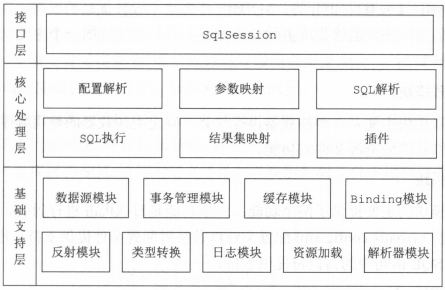 接口层
SqlSession
核心处理层
配置解析
参数映射
SQL解析
SQL执行
结果集映射
插件
基础支持层
数据源模块
事务管理模块
缓存模块
Binding模块
反射模块
类型转换
日志模块
资源加载
解析器模块